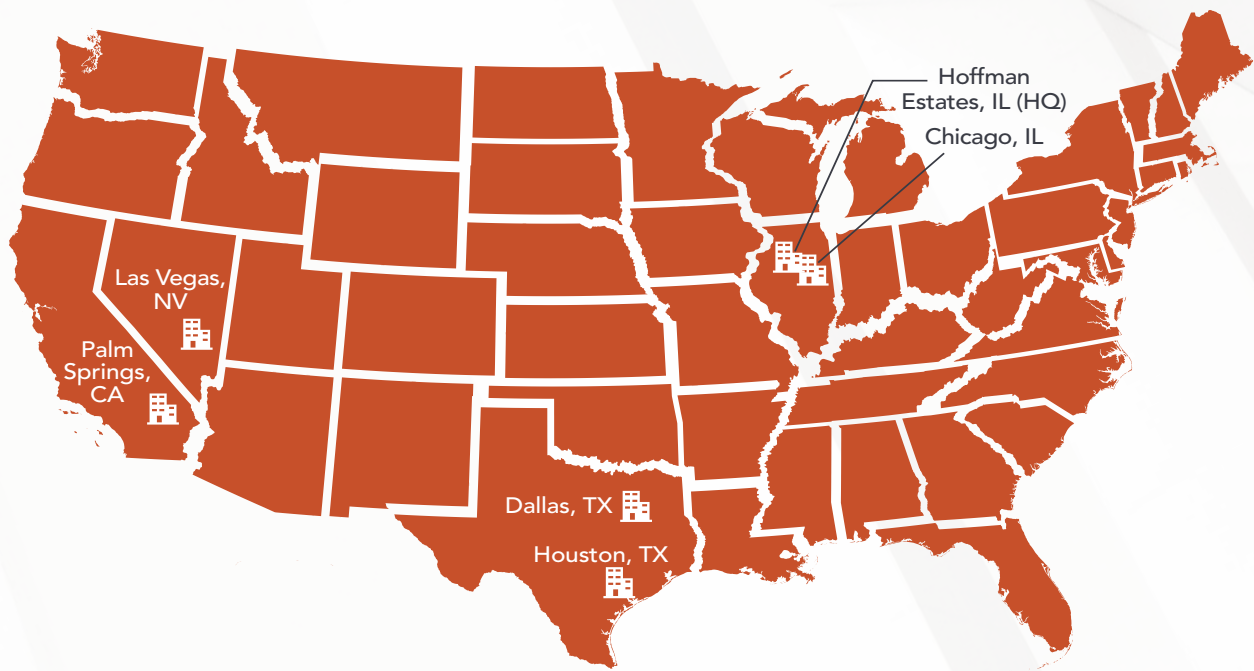 Hoffman
Estates, IL (HQ)
Chicago, IL
Las Vegas,
NV
Palm
Springs,
CA
Dallas, TX
Houston, TX